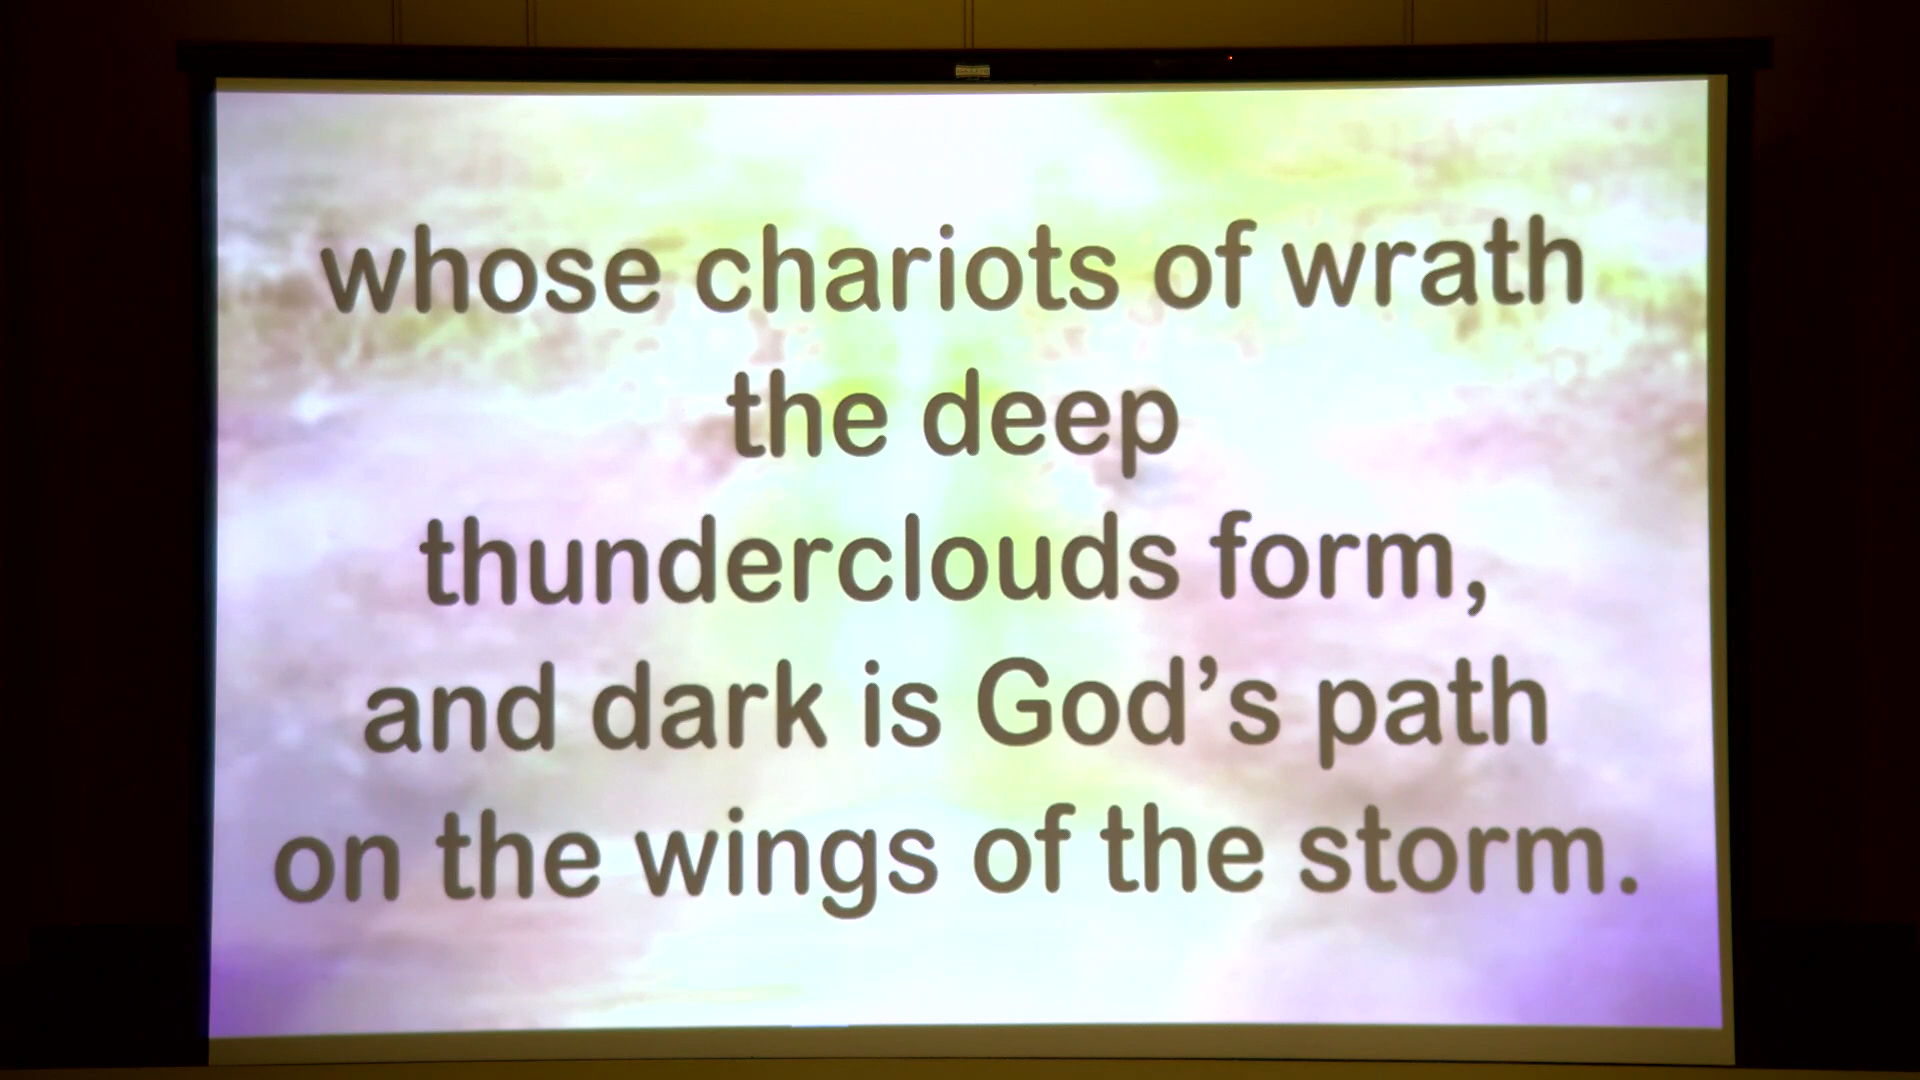 whose chariots of wrath
the deep
thunderclouds form,
and dark is God’s path
on the wings of the storm.